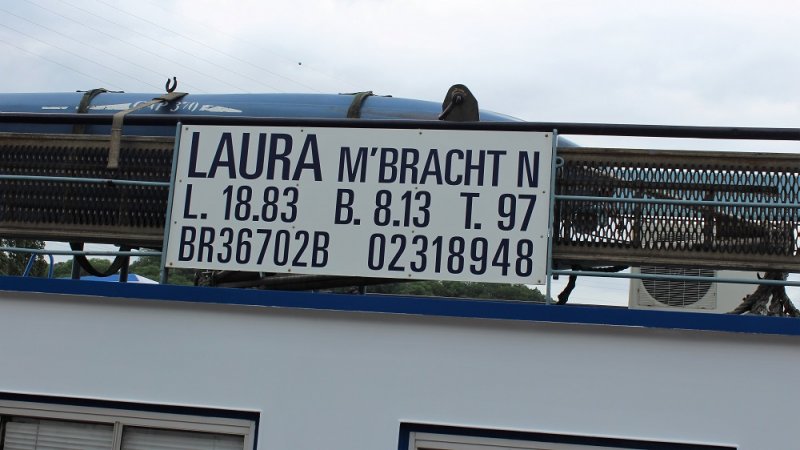 LAURA M'BRACHT N
L. 18.83 B. 8.13 T. 97
BR36702B 02318948